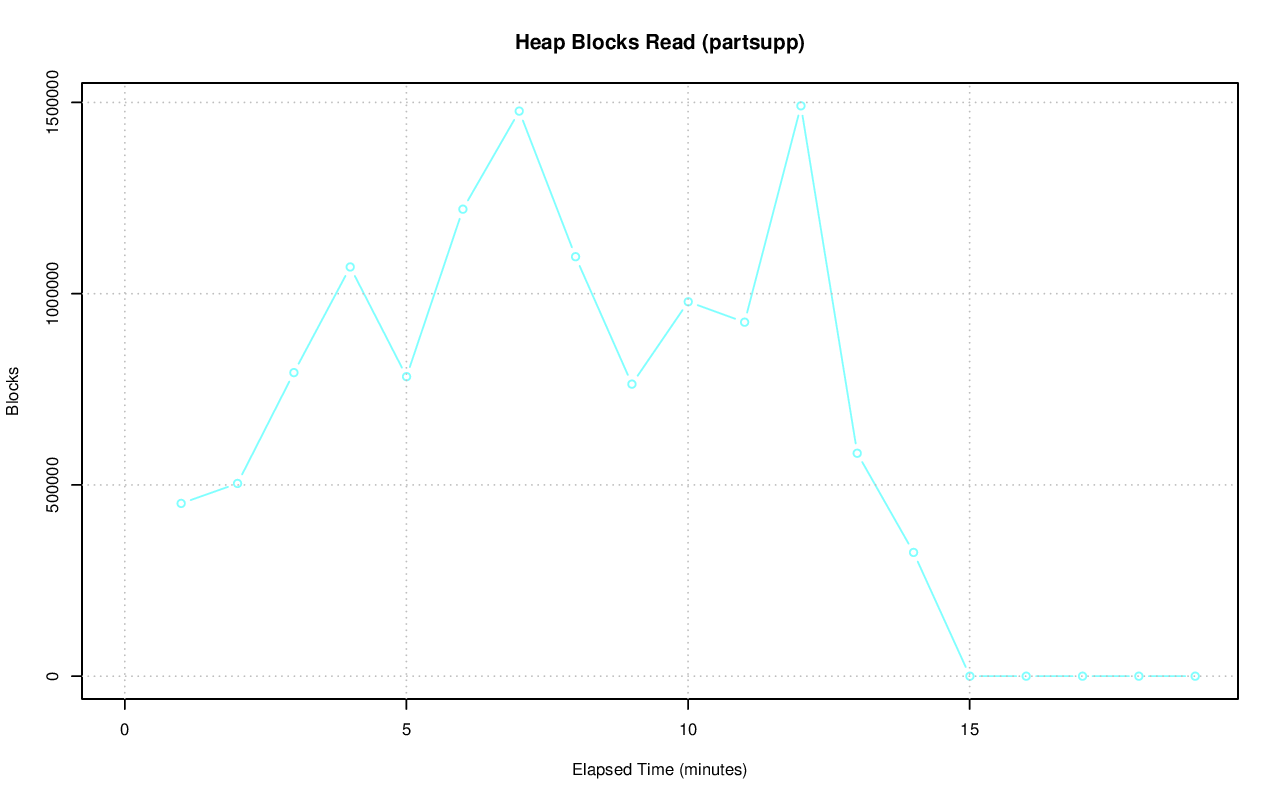 Heap Blocks Read (partsupp)
1500000
1000000
500000
0
Blocks
0 5 10 15
Elapsed Time (minutes)